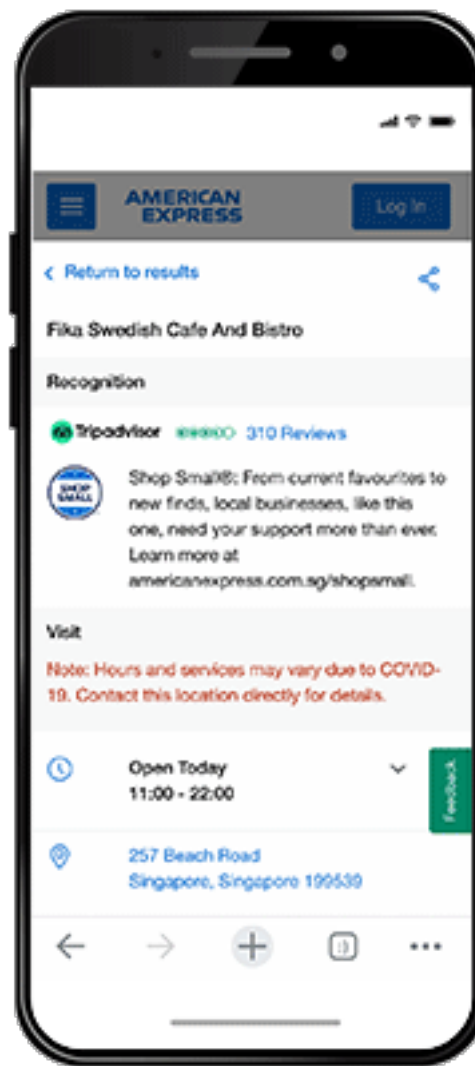 AMERICAN
EXPRESS
Log In
Return to results
Fika Swedish Cafe And Bistro
Recognition
Tripadvisor 310 Reviews
SHOP
SMALL
Shop Small®: From current favourites to
new finds, local businesses, like this
one, need your support more than ever.
Learn more at
americanexpress.com.sg/shopsmall.
Visit
Note: Hours and services may vary due to COVID-
19. Contact this location directly for details.
Open Today
11:00 - 22:00
Feedback
257 Beach Road
Singapore, Singapore 199539